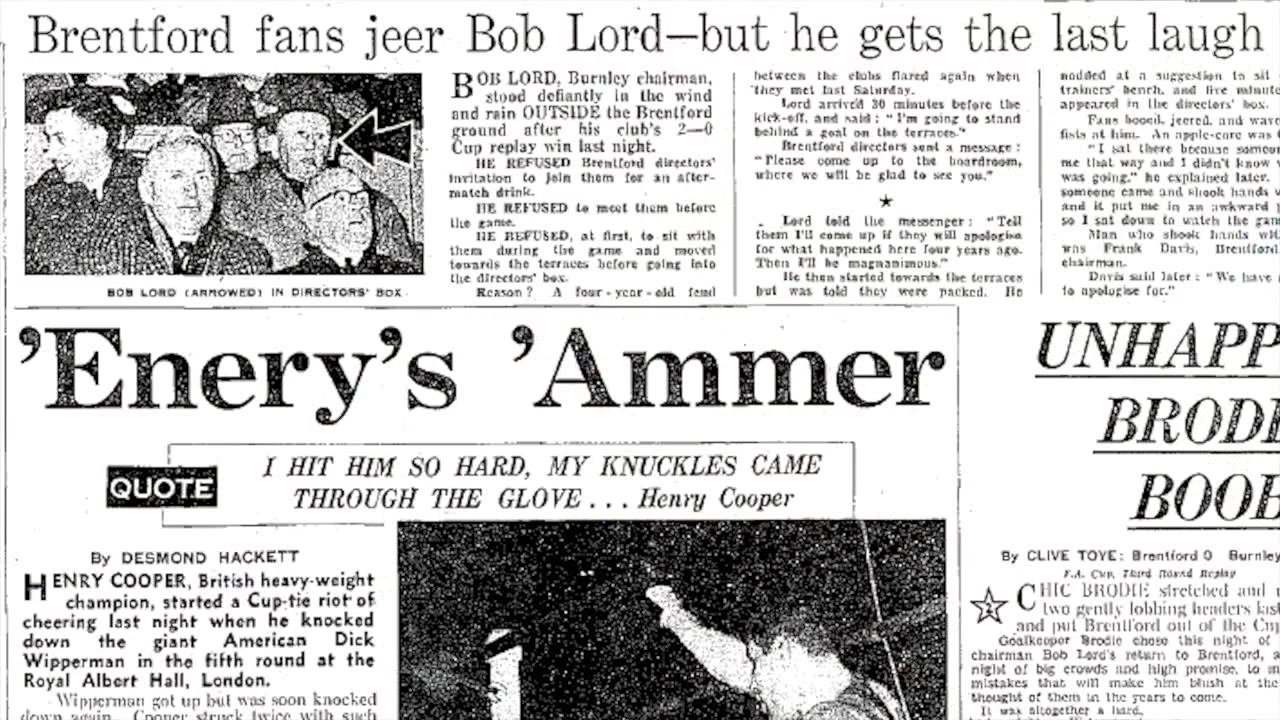 Brentford fans jeer Bob Lord—but he gets the last laugh
BOB LORD (ARROWED) IN DIRECTORS' BOX.
BOB LORD, Burnley chairman,
stood defiantly in the wind
and rain OUTSIDE the Brentford
ground after his club's 2—0
Cup replay win last night.
HE REFUSED Brentford directors'
invitation to join them for an after-
match drink.
HE REFUSED to meet them before
the game.
HE REFUSED, at first, to sit with
them during the game and moved
towards the terraces before going into
the directors' box.
Reason? A four-year-old feud
between the clubs flared again when
they met last Saturday.
Lord arrived 30 minutes before the
kick-off, and said: "I'm going to stand
behind a goal on the terraces."
Brentford directors sent a message:
"Please come up to the boardroom,
where we will be glad to see you."
Lord told the messenger: "Tell
them I'll come up if they will apologise
for what happened here four years ago.
Then I'll be magnanimous."
He then started towards the terraces
but was told they were packed. He
nodded at a suggestion to sit
trainers' bench, and five minute
appeared in the directors' box.
Fans booed, jeered, and wave
fists at him. An apple-core was
"I sat there because someon
me that way and I didn't know
was going," he explained later.
someone came and shook hands w
and it put me in an awkward
so I sat down to watch the gam
Man who shook hands wit
was Frank Davis, Brentford
chairman.
Davis said later: "We have
to apologise for."
'Enery's 'Ammer
QUOTE
I HIT HIM SO HARD, MY KNUCKLES CAME
THROUGH THE GLOVE... Henry Cooper
By DESMOND HACKETT
HENRY COOPER, British heavy-weight
champion, started a Cup-tie riot of
cheering last night when he knocked
down the giant American Dick
Wipperman in the fifth round at the
Royal Albert Hall, London.
Wipperman got up but was soon knocked
down again. Cooper struck twice with such
UNHAPP
BRODI
BOOB
By CLIVE TOYE: Brentford 0 Burnley
F.A. Cup, Third Round Replay
CHIC BRODIE stretched and
two gently lobbing headers last
and put Brentford out of the Cup
Goalkeeper Brodie chose this night of
chairman Bob Lord's return to Brentford, a
night of big crowds and high promise, to m
mistakes that will make him blush at the
thought of them in the years to come.
It was altogether a hard